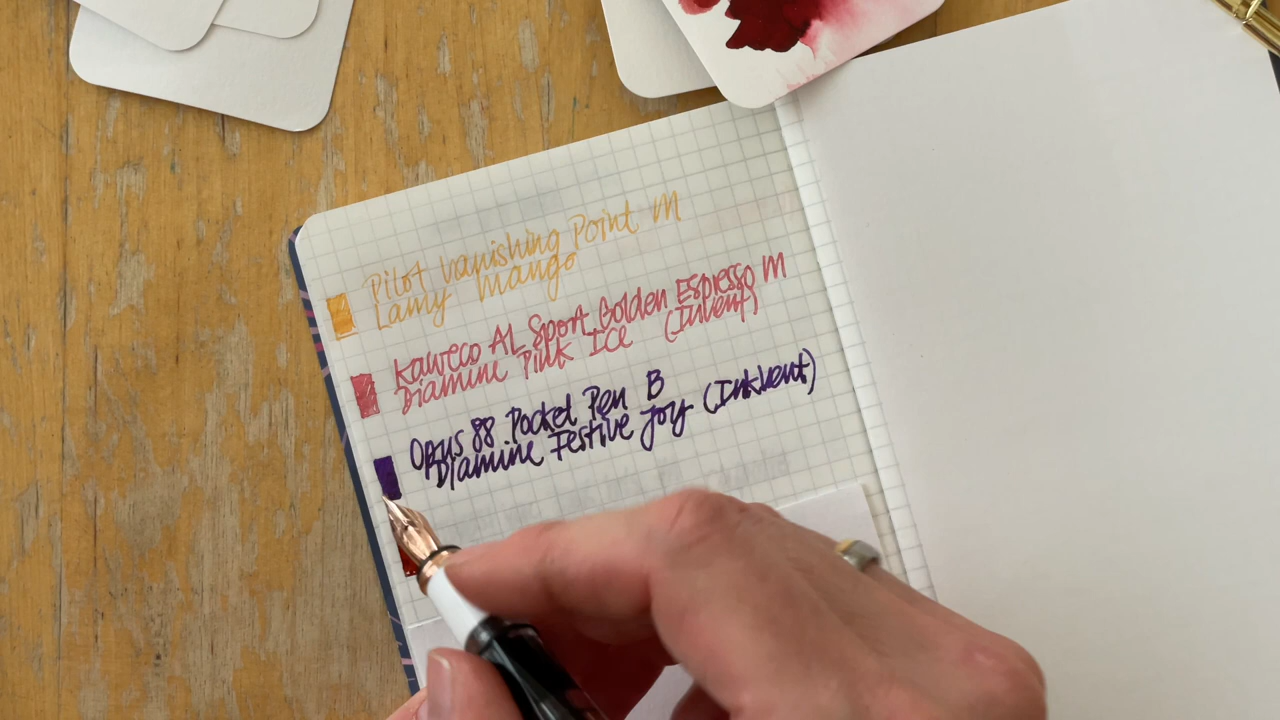 Pilot Vanishing Point M
Lamy Mango
Kaweco AL Sport Golden Espresso M
Diamine Pink Ice (Inkvent)
Opus 88 Pocket Pen B
Diamine Festive Joy (Inkvent)